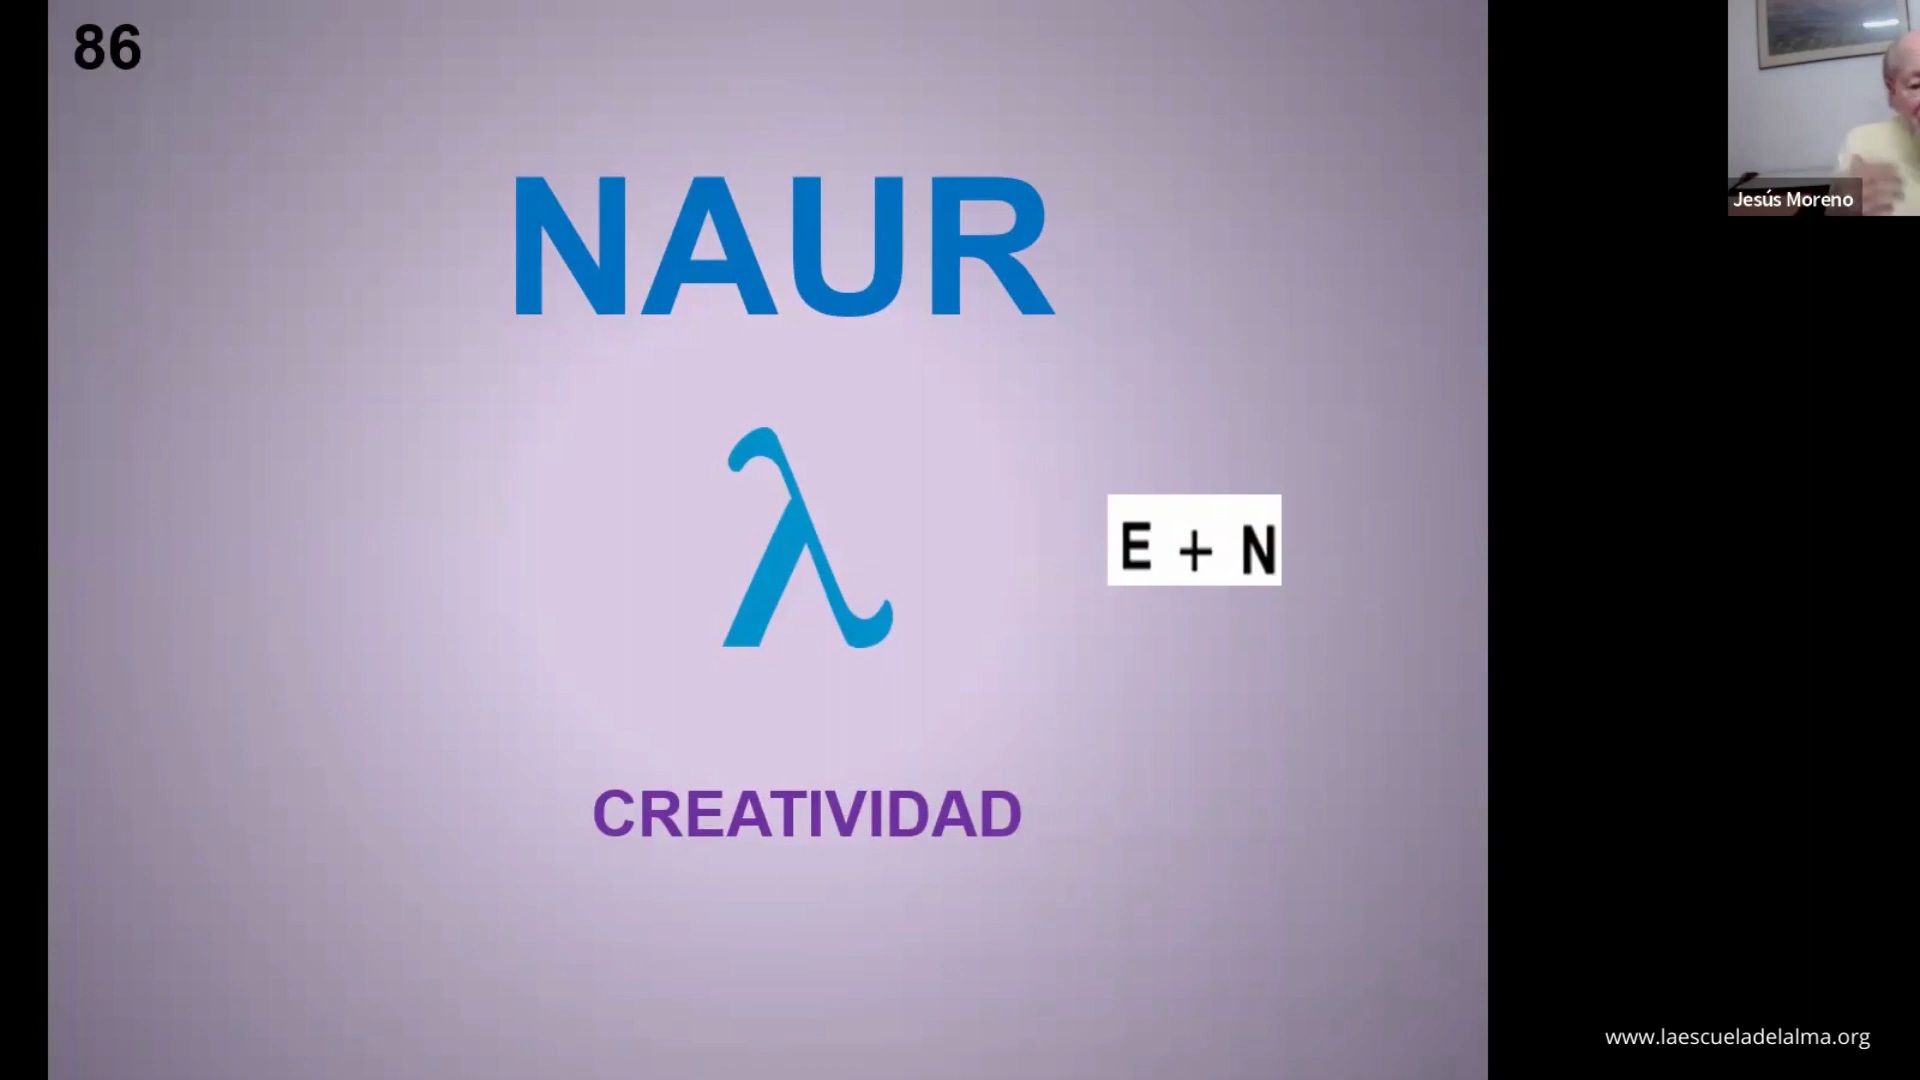 86
NAUR
λ
E + N
CREATIVIDAD
Jesús Moreno
www.laescueladelalma.org